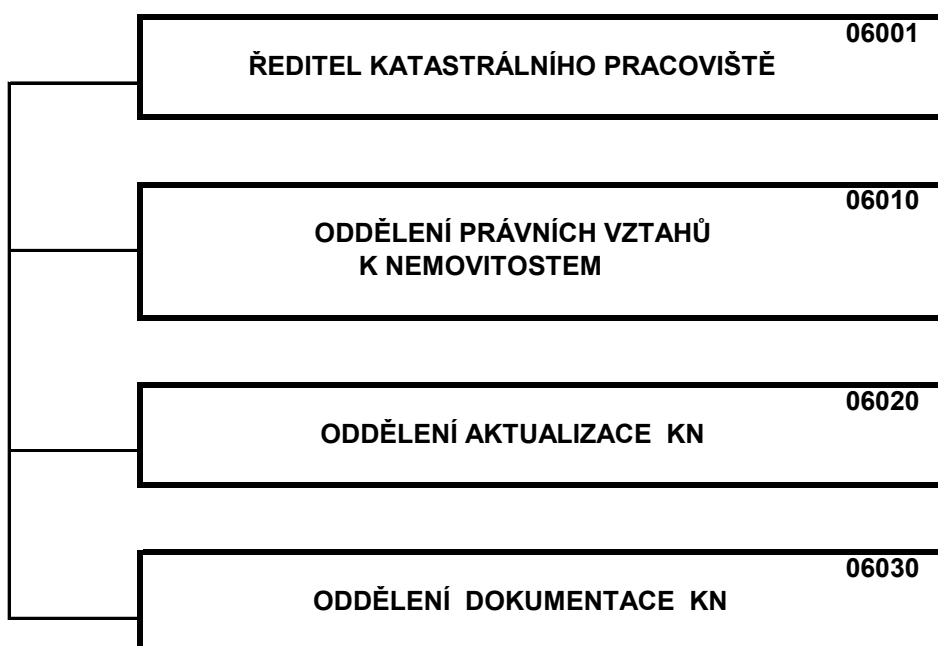 06001
ŘEDITEL KATASTRÁLNÍHO PRACOVIŠTĚ
06010
ODDĚLENÍ PRÁVNÍCH VZTAHŮ
K NEMOVITOSTEM
06020
ODDĚLENÍ AKTUALIZACE KN
06030
ODDĚLENÍ DOKUMENTACE KN